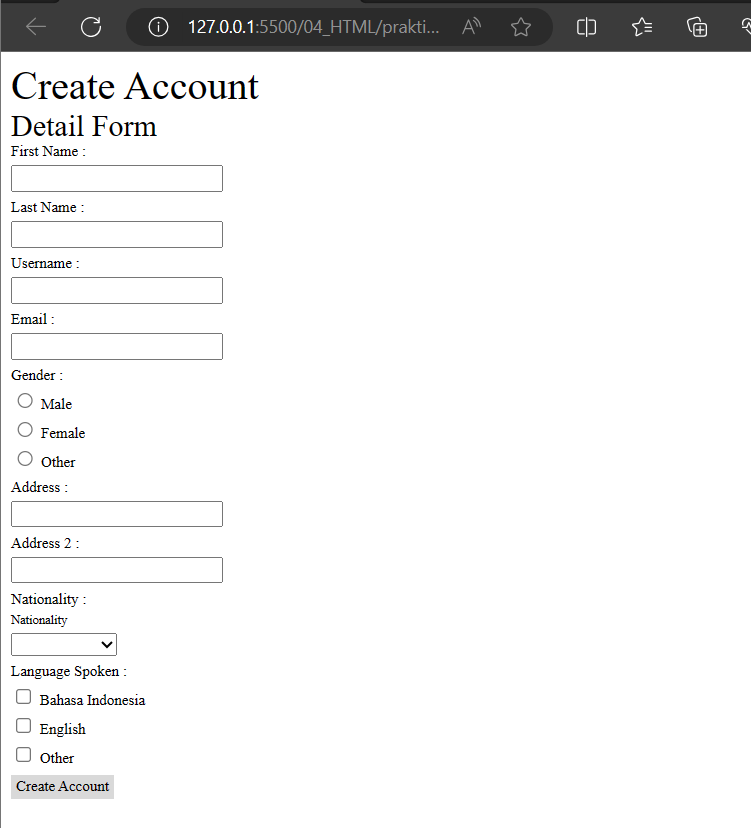 127.0.0.1:5500/04_HTML/prakti...
Create Account
Detail Form
First Name :
Last Name :
Username :
Email :
Gender :
Male
Female
Other
Address :
Address 2 :
Nationality :
Nationality
Language Spoken :
Bahasa Indonesia
English
Other
Create Account